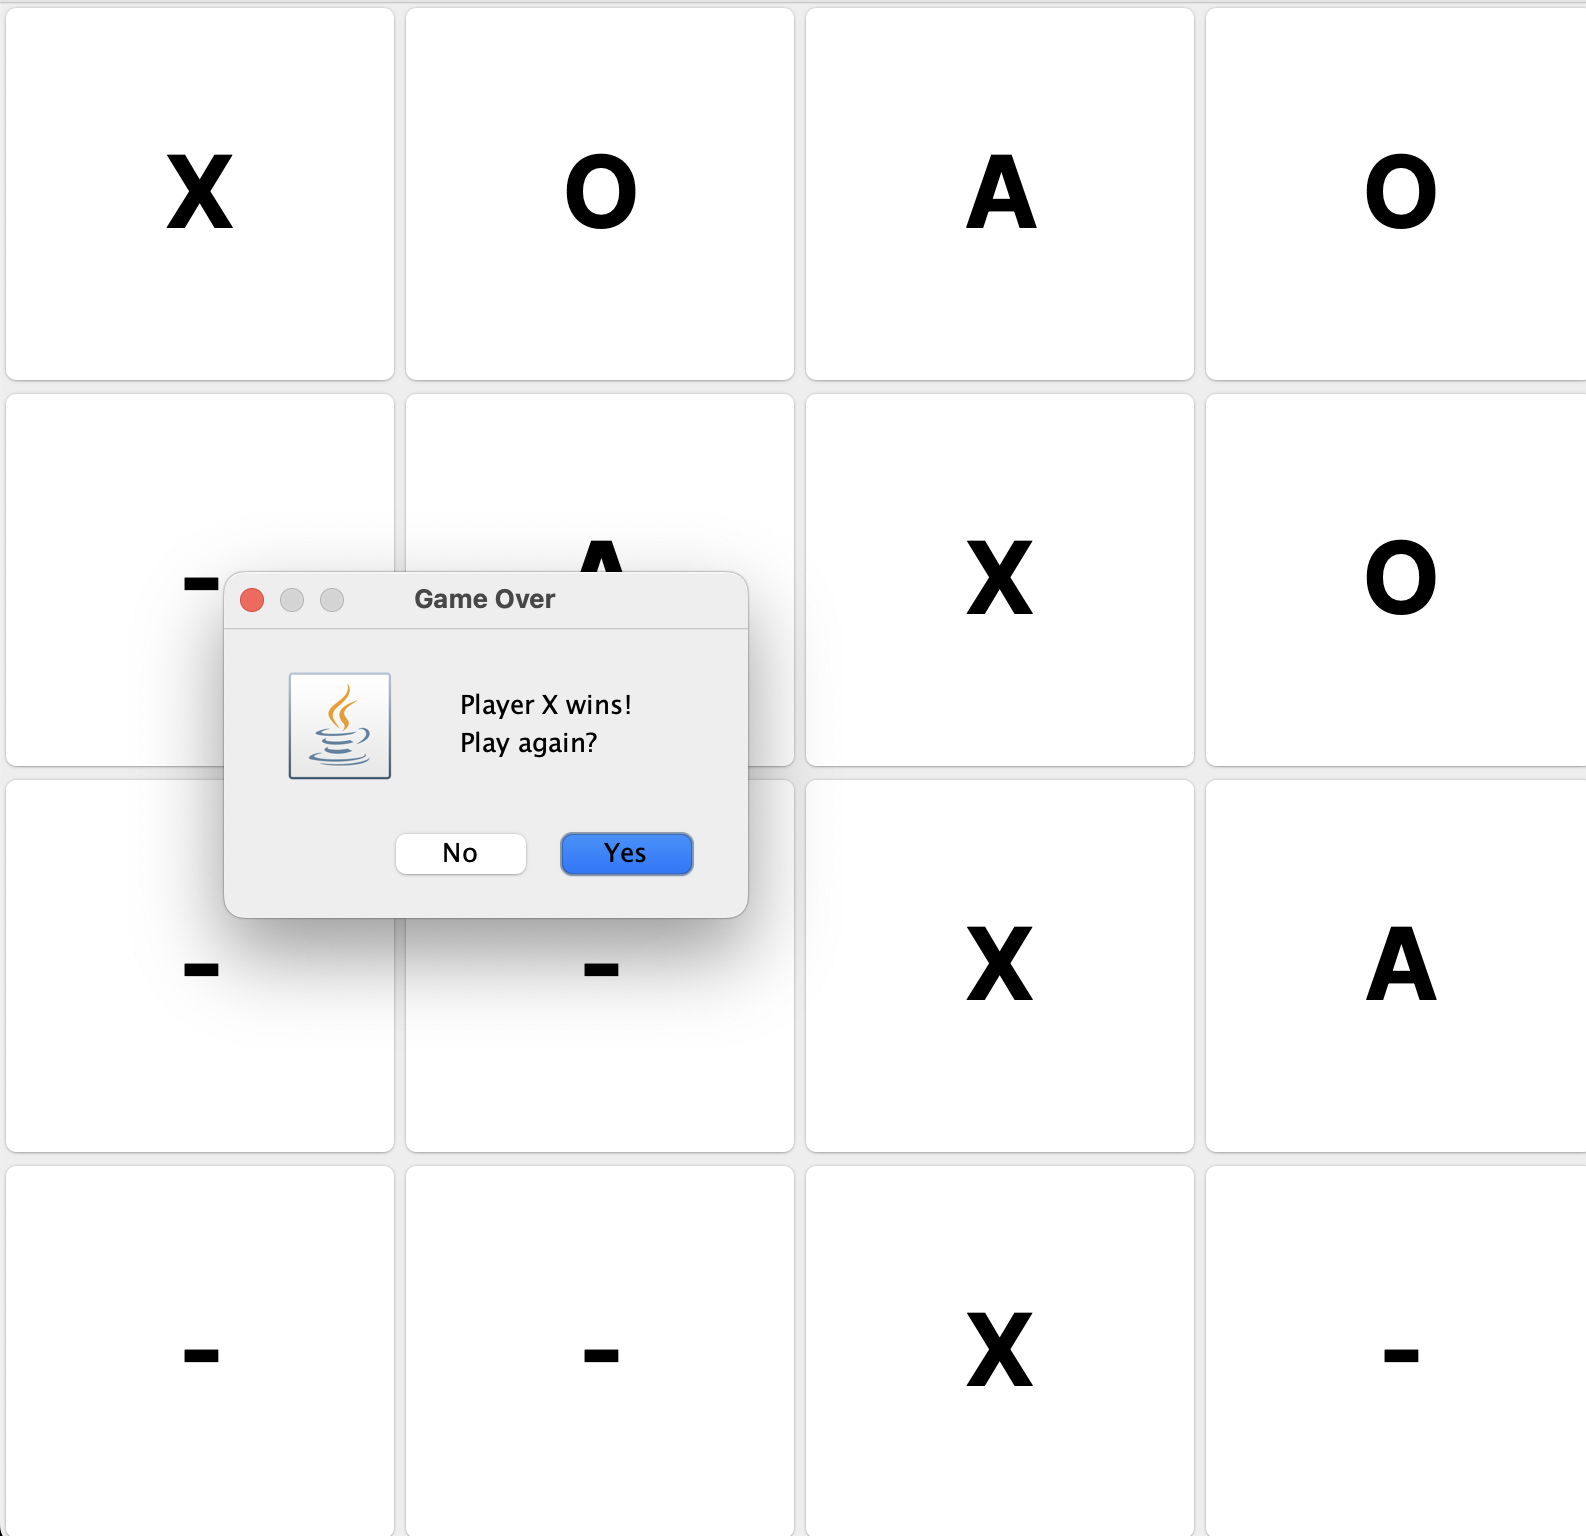 X O A O
- A X O
Game Over
Player X wins!
Play again?
No Yes
- - X A
- - X -